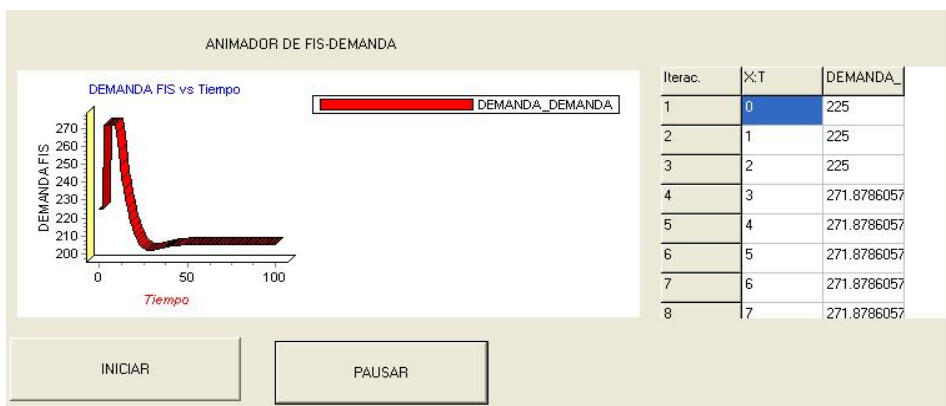 ANIMADOR DE FIS-DEMANDA
DEMANDA FIS vs Tiempo
DEMANDA_DEMANDA
DEMANDA FIS
270
260
250
240
230
220
210
200
0 50 100
Tiempo
Iterac. X:T DEMANDA_
1 0 225
2 1 225
3 2 225
4 3 271.8786057
5 4 271.8786057
6 5 271.8786057
7 6 271.8786057
8 7 271.8786057
INICIAR
PAUSAR